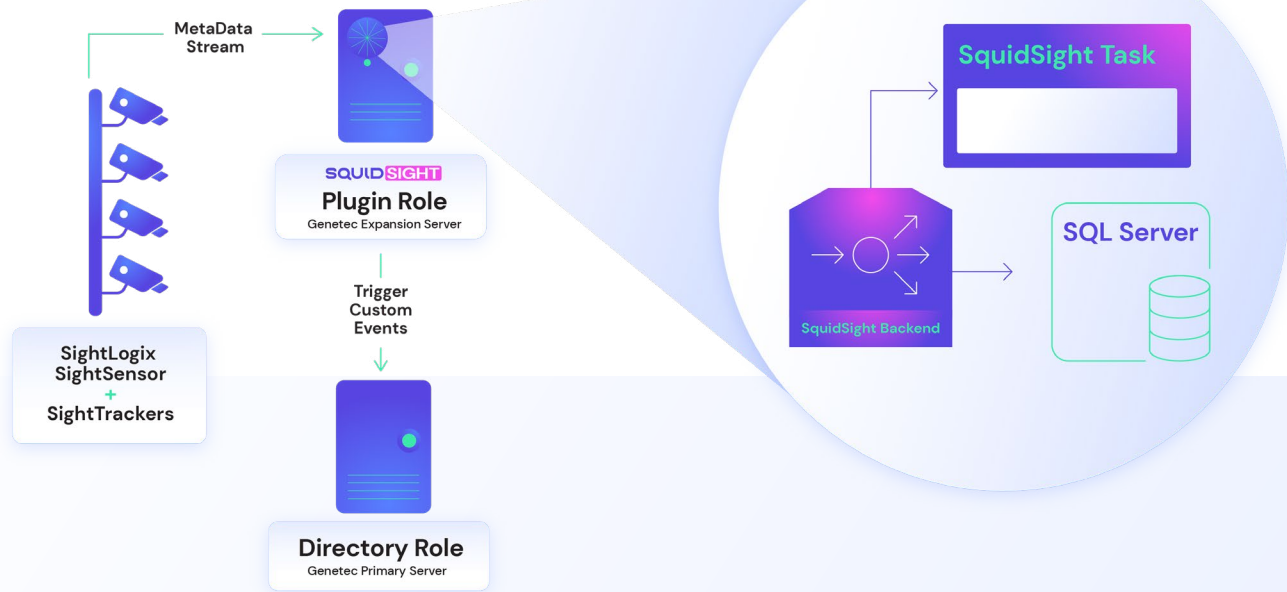 MetaData
Stream
SQUIDSIGHT
Plugin Role
Genetec Expansion Server
Trigger
Custom
Events
SightLogix
SightSensor
+
SightTrackers
Directory Role
Genetec Primary Server
SquidSight Task
SquidSight Backend
SQL Server